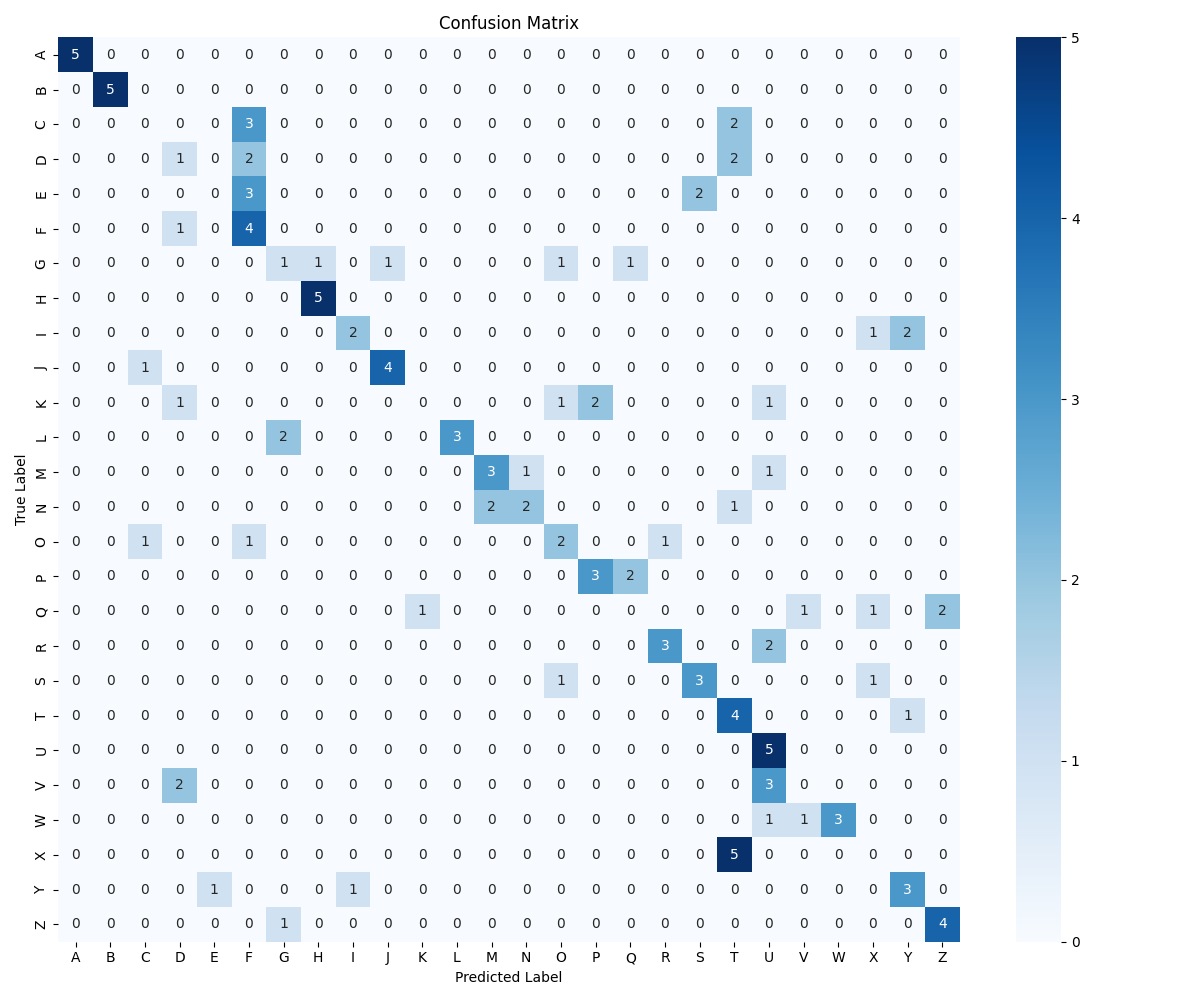 Confusion Matrix
A 5 0 0 0 0 0 0 0 0 0 0 0 0 0 0 0 0 0 0 0 0 0 0 0 0 0
B 0 5 0 0 0 0 0 0 0 0 0 0 0 0 0 0 0 0 0 0 0 0 0 0 0 0
C 0 0 0 0 0 3 0 0 0 0 0 0 0 0 0 0 0 0 0 2 0 0 0 0 0 0
D 0 0 0 1 0 2 0 0 0 0 0 0 0 0 0 0 0 0 0 2 0 0 0 0 0 0
E 0 0 0 0 0 3 0 0 0 0 0 0 0 0 0 0 0 0 2 0 0 0 0 0 0 0
F 0 0 0 1 0 4 0 0 0 0 0 0 0 0 0 0 0 0 0 0 0 0 0 0 0 0
G 0 0 0 0 0 0 1 1 0 1 0 0 0 0 1 0 1 0 0 0 0 0 0 0 0 0
H 0 0 0 0 0 0 0 5 0 0 0 0 0 0 0 0 0 0 0 0 0 0 0 0 0 0
I 0 0 0 0 0 0 0 0 2 0 0 0 0 0 0 0 0 0 0 0 0 0 0 1 2 0
J 0 0 1 0 0 0 0 0 0 4 0 0 0 0 0 0 0 0 0 0 0 0 0 0 0 0
K 0 0 0 1 0 0 0 0 0 0 0 0 0 0 1 2 0 0 0 0 1 0 0 0 0 0
L 0 0 0 0 0 0 2 0 0 0 0 3 0 0 0 0 0 0 0 0 0 0 0 0 0 0
M 0 0 0 0 0 0 0 0 0 0 0 0 3 1 0 0 0 0 0 0 1 0 0 0 0 0
N 0 0 0 0 0 0 0 0 0 0 0 0 2 2 0 0 0 0 0 1 0 0 0 0 0 0
O 0 0 1 0 0 1 0 0 0 0 0 0 0 0 2 0 0 1 0 0 0 0 0 0 0 0
P 0 0 0 0 0 0 0 0 0 0 0 0 0 0 0 3 2 0 0 0 0 0 0 0 0 0
Q 0 0 0 0 0 0 0 0 0 0 1 0 0 0 0 0 0 0 0 0 0 1 0 1 0 2
R 0 0 0 0 0 0 0 0 0 0 0 0 0 0 0 0 0 3 0 0 2 0 0 0 0 0
S 0 0 0 0 0 0 0 0 0 0 0 0 0 0 1 0 0 0 3 0 0 0 0 1 0 0
T 0 0 0 0 0 0 0 0 0 0 0 0 0 0 0 0 0 0 0 4 0 0 0 0 1 0
U 0 0 0 0 0 0 0 0 0 0 0 0 0 0 0 0 0 0 0 0 5 0 0 0 0 0
V 0 0 0 2 0 0 0 0 0 0 0 0 0 0 0 0 0 0 0 0 3 0 0 0 0 0
W 0 0 0 0 0 0 0 0 0 0 0 0 0 0 0 0 0 0 0 0 1 1 3 0 0 0
X 0 0 0 0 0 0 0 0 0 0 0 0 0 0 0 0 0 0 0 5 0 0 0 0 0 0
Y 0 0 0 0 1 0 0 0 1 0 0 0 0 0 0 0 0 0 0 0 0 0 0 0 3 0
Z 0 0 0 0 0 0 1 0 0 0 0 0 0 0 0 0 0 0 0 0 0 0 0 0 0 4
A B C D E F G H I J K L M N O P Q R S T U V W X Y Z
Predicted Label
True Label
5
4
3
2
1
0